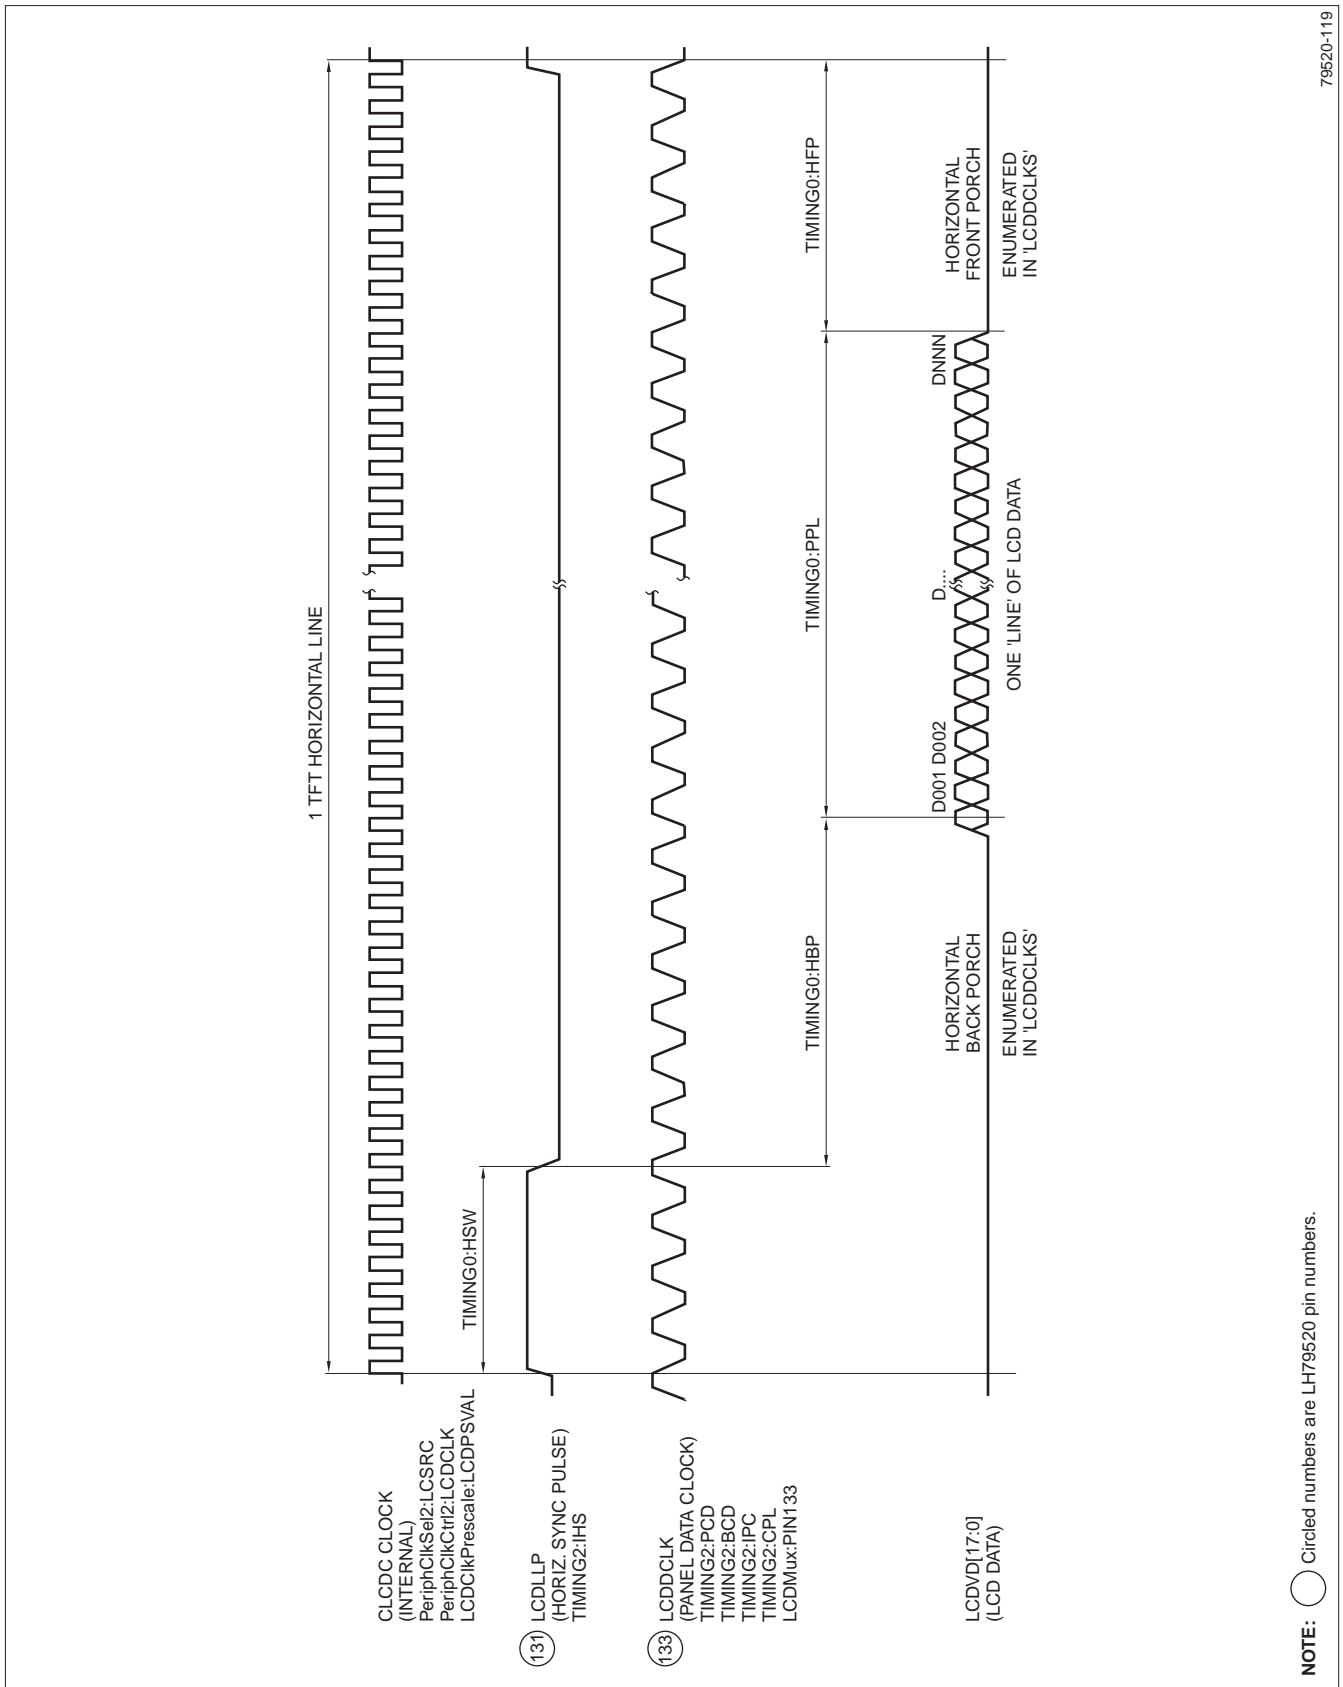 1 TFT HORIZONTAL LINE
CLCDC CLOCK
(INTERNAL)
PeriphClkSel2:LCSRC
PeriphClkCtrl2:LCDCLK
LCDClkPrescale:LCDPSVAL
TIMING0:HSW
131
LCDLLP
(HORIZ. SYNC PULSE)
TIMING2:IHS
133
LCDDCLK
(PANEL DATA CLOCK)
TIMING2:PCD
TIMING2:BCD
TIMING2:IPC
TIMING2:CPL
LCDMux:PIN133
TIMING0:HBP
TIMING0:PPL
TIMING0:HFP
D001 D002
D....
DNNN
LCDVD[17:0]
(LCD DATA)
HORIZONTAL
BACK PORCH
ENUMERATED
IN 'LCDDCLKS'
ONE 'LINE' OF LCD DATA
HORIZONTAL
FRONT PORCH
ENUMERATED
IN 'LCDDCLKS'
NOTE: Circled numbers are LH79520 pin numbers.
79520-119